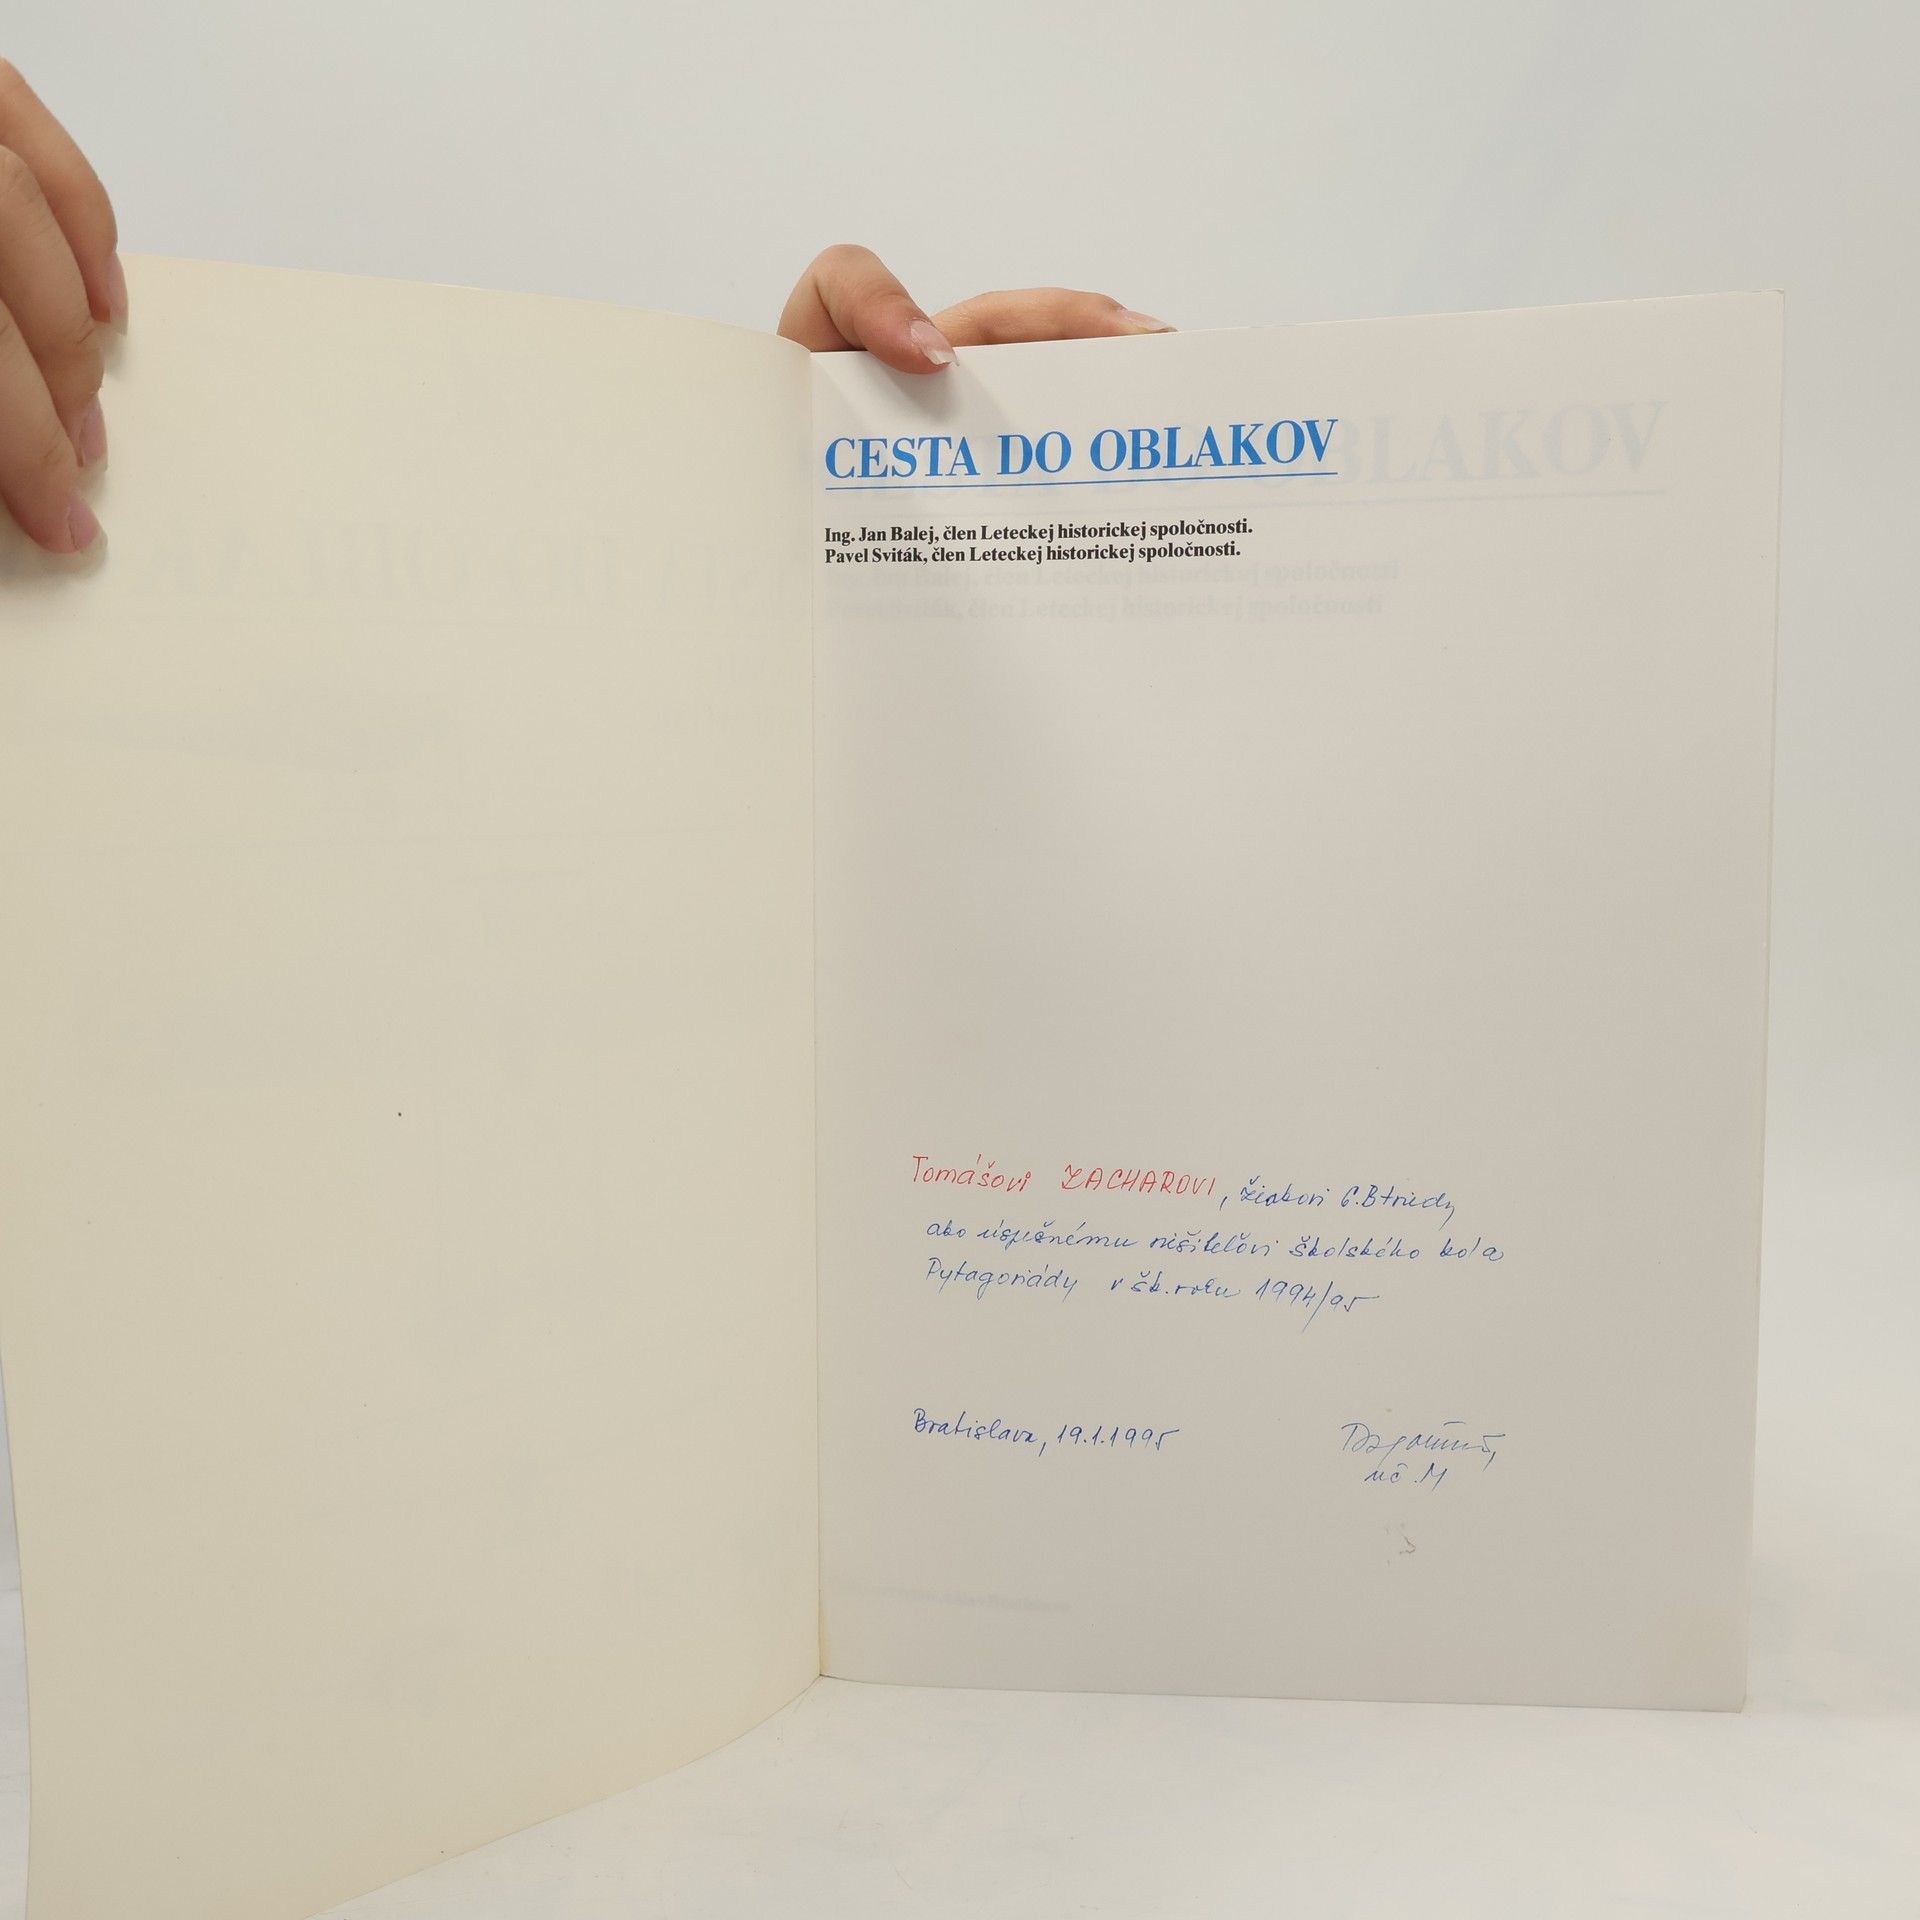 CESTA DO OBLAKOV
Ing. Jan Balej, člen Leteckej historickej spoločnosti.
Pavel Sviták, člen Leteckej historickej spoločnosti.
Tomášovi ZACHAROVI, žiakovi 6.B triedy
ako úspešnému riešiteľovi školského kola
Pytagoriády v šk. roku 1994/95
Bratislava, 19.1.1995
uč. M